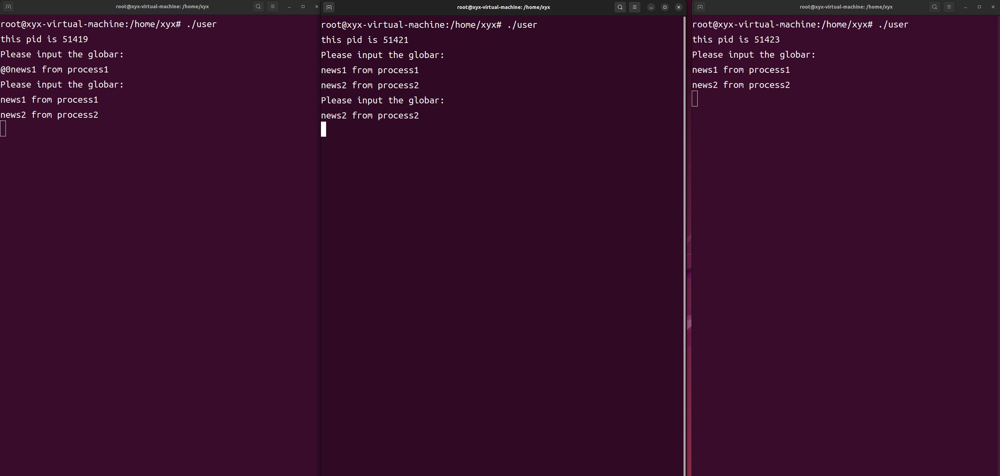 root@xyx-virtual-machine: /home/xyx
root@xyx-virtual-machine:/home/xyx# ./user
this pid is 51419
Please input the globar:
@0news1 from process1
Please input the globar:
news1 from process1
news2 from process2
root@xyx-virtual-machine: /home/xyx
root@xyx-virtual-machine:/home/xyx# ./user
this pid is 51421
Please input the globar:
news1 from process1
news2 from process2
Please input the globar:
news2 from process2
root@xyx-virtual-machine: /home/xyx
root@xyx-virtual-machine:/home/xyx# ./user
this pid is 51423
Please input the globar:
news1 from process1
news2 from process2